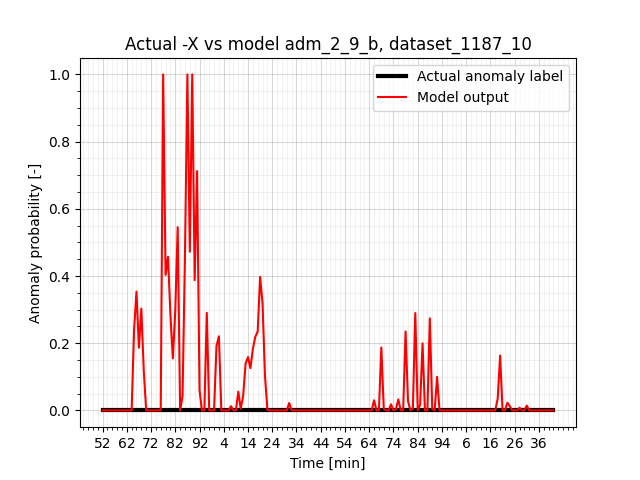 Actual -X vs model adm_2_9_b, dataset_1187_10
Actual anomaly label
Model output
Anomaly probability [-]
1.0
0.8
0.6
0.4
0.2
0.0
52 62 72 82 92 4 14 24 34 44 54 64 74 84 94 6 16 26 36
Time [min]